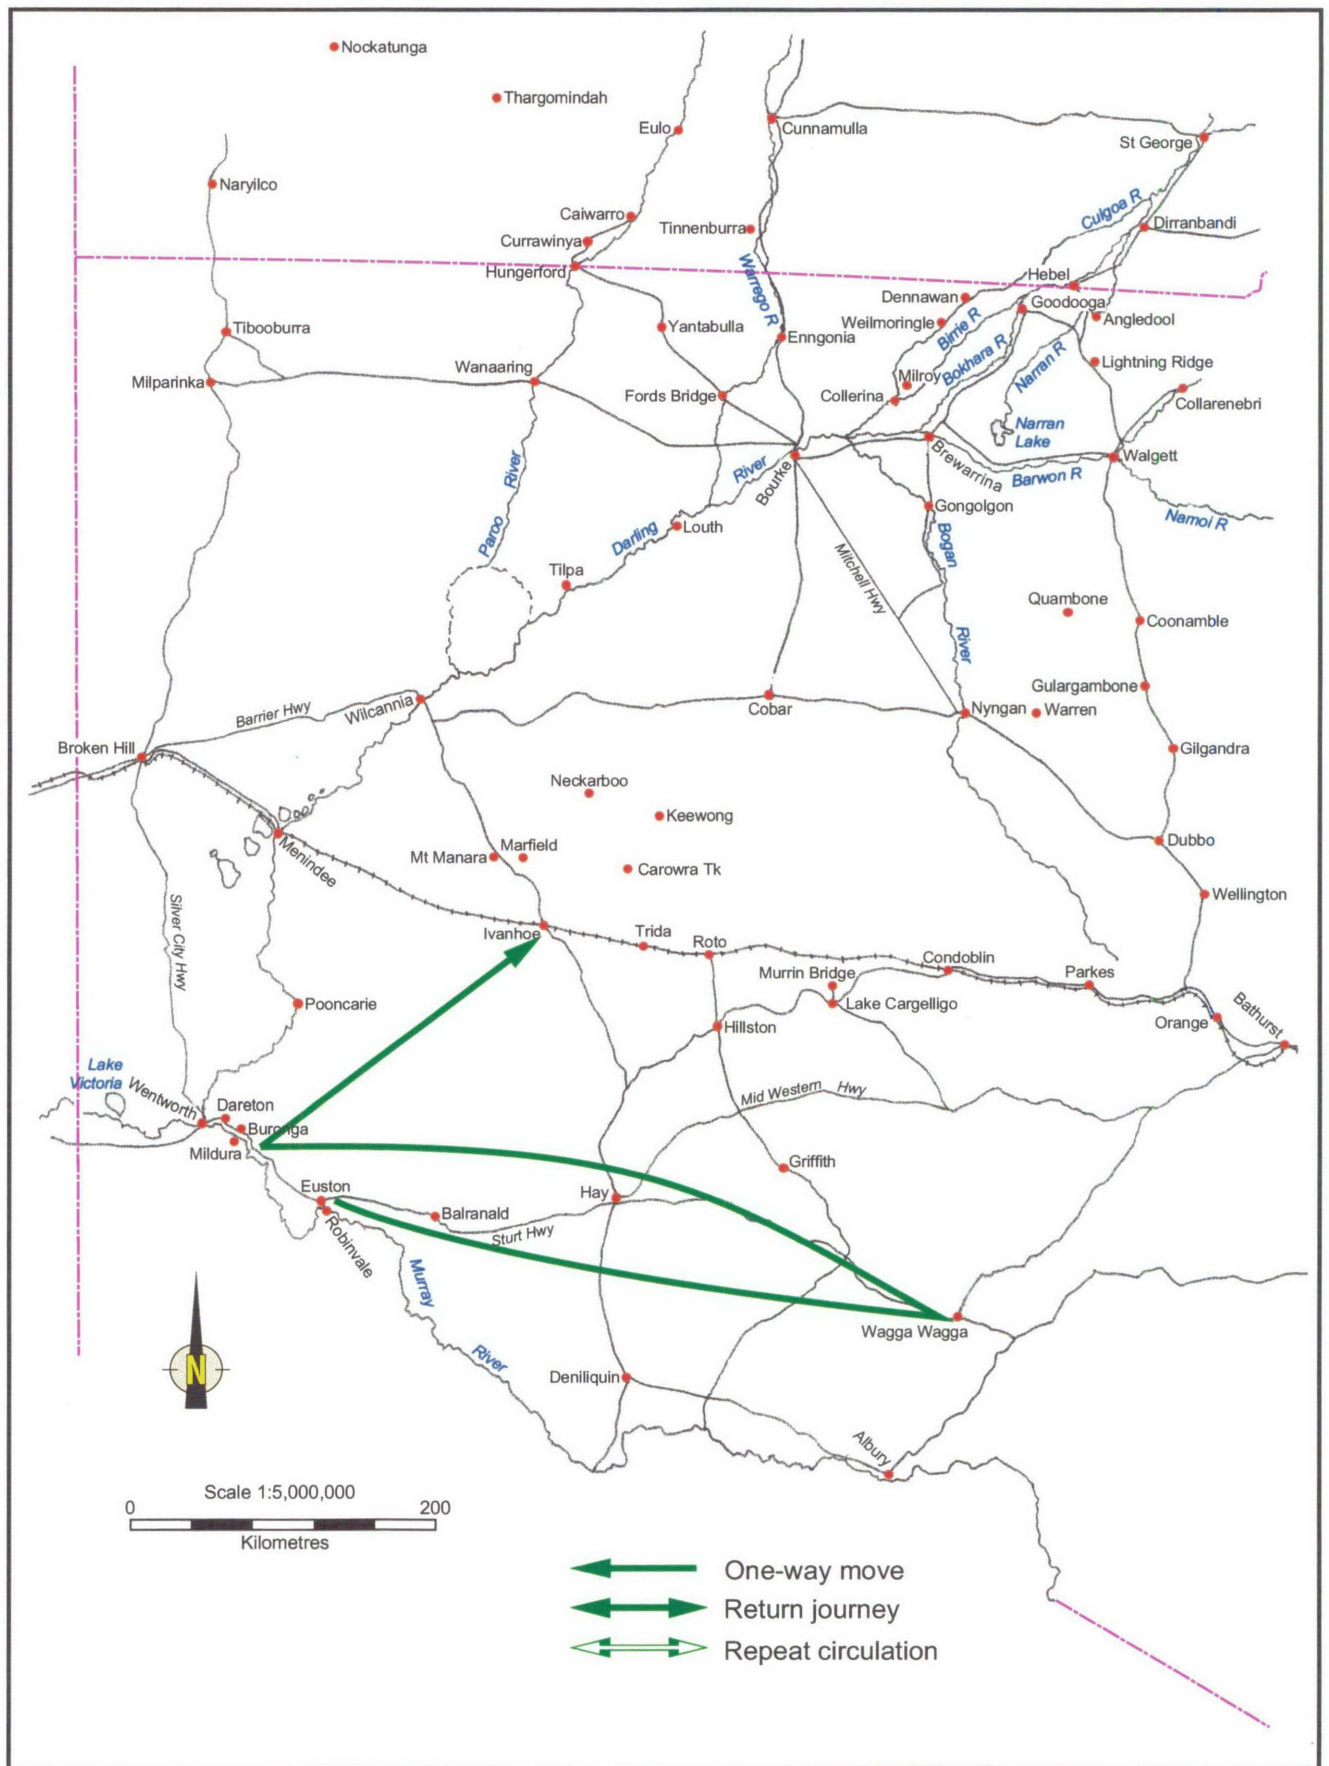 Nockatunga
Thargomindah
Eulo
Cunnamulla
St George
Naryilco
Caiwarro
Tinnenburra
Culgoa R
Dirranbandi
Currawinya
Hungerford
Warrego R
Hebel
Dennawan
Goodooga
Tibooburra
Yantabulla
Weilmoringle
Birrie R
Angledool
Enngonia
Bokhara R
Narran R
Lightning Ridge
Wanaaring
Milparinka
Milroy
Fords Bridge
Collerina
Collarenebri
Narran
Lake
Brewarrina
Walgett
River
Bourke
Barwon R
Paroo River
Gongolgon
Namoi R
Darling
Louth
Bogan
Mitchell Hwy
Tilpa
Quambone
Coonamble
River
Gulargambone
Wilcannia
Barrier Hwy
Cobar
Nyngan
Warren
Broken Hill
Gilgandra
Neckarboo
Keewong
Menindee
Dubbo
Mt Manara
Marfield
Carowra Tk
Silver City Hwy
Wellington
Ivanhoe
Trida
Roto
Condoblin
Murrin Bridge
Parkes
Pooncarie
Lake Cargelligo
Bathurst
Hillston
Orange
Lake
Victoria
Wentworth
Dareton
Mid Western Hwy
Buronga
Mildura
Griffith
Euston
Hay
Balranald
Robinvale
Sturt Hwy
Murray
Wagga Wagga
River
N
Deniliquin
Albury
Scale 1:5,000,000
0 200
Kilometres
One-way move
Return journey
Repeat circulation